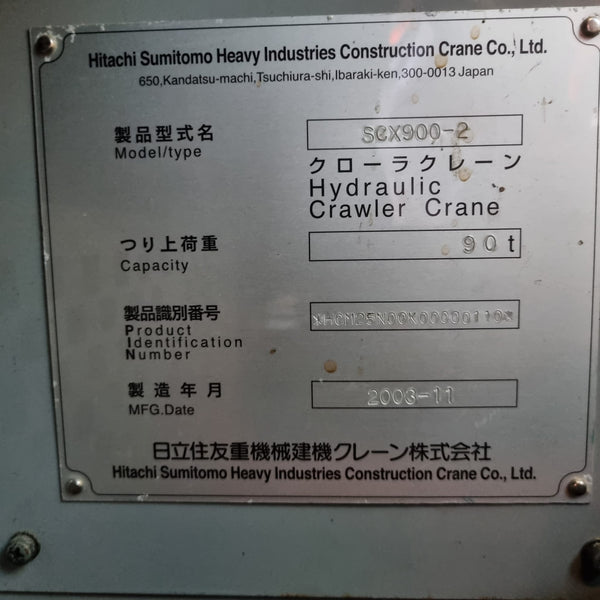 Hitachi Sumitomo Heavy Industries Construction Crane Co., Ltd.
650,Kandatsu-machi,Tsuchiura-shi,Ibaraki-ken,300-0013 Japan
製品型式名 SCX900-2
Model/type
クローラクレーン
Hydraulic
Crawler Crane
つり上荷重 90t
Capacity
製品識別番号
Product
Identification
Number
製造年月 2003-11
MFG.Date
日立住友重機械建機クレーン株式会社
Hitachi Sumitomo Heavy Industries Construction Crane Co., Ltd.